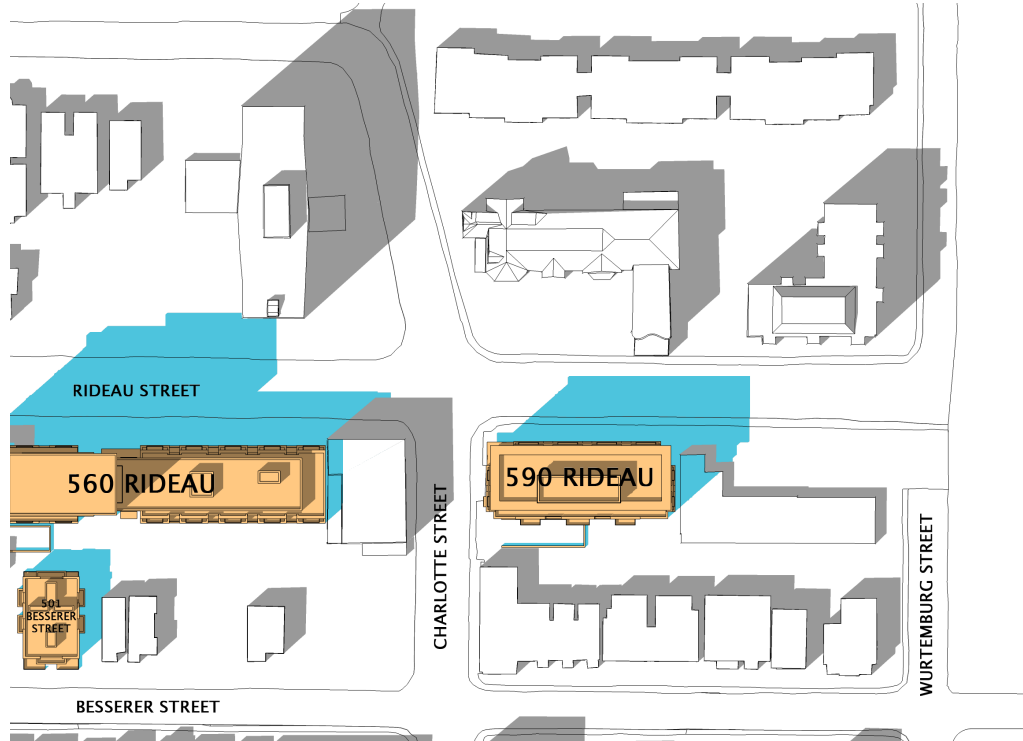 RIDEAU STREET
560 RIDEAU
590 RIDEAU
CHARLOTTE STREET
WURTEMBURG STREET
501
BESSERER
STREET
BESSERER STREET